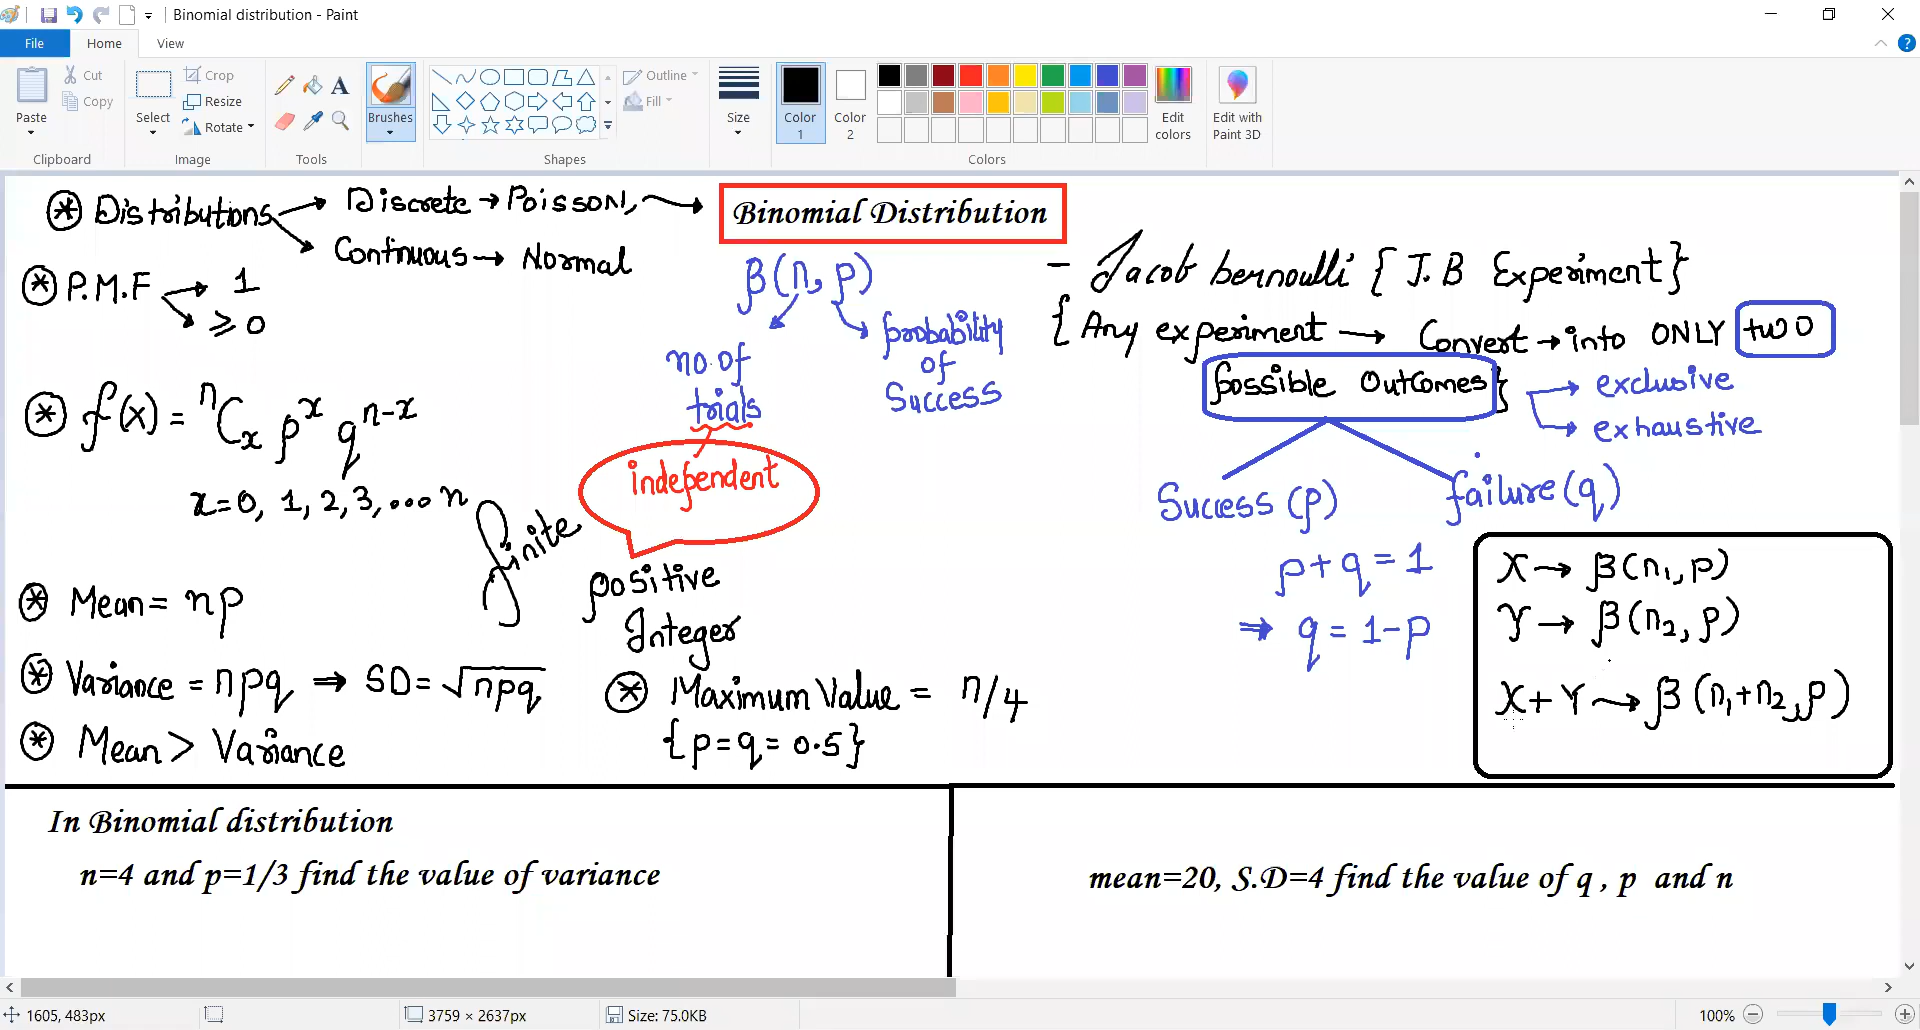 Binomial distribution - Paint
File Home View
Paste
Cut
Copy
Clipboard
Select
Crop
Resize
Rotate
Image
A
Tools
Brushes
Outline
Fill
Shapes
Size
Color 1
Color 2
Edit colors
Colors
Edit with Paint 3D
* Distributions → Discrete → Poisson, → Binomial Distribution
→ Continuous → Normal
* P.M.F → 1
→ ≥ 0
β(n, p)
no. of trials
independent
probability of Success
- Jacob bernoulli { J.B Experiment}
{ Any experiment → Convert → into ONLY two
possible Outcomes }
→ exclusive
→ exhaustive
Success (p) failure (q)
p + q = 1
⇒ q = 1 - p
* f(x) = ⁿCₓ pˣ qⁿ⁻ˣ
x = 0, 1, 2, 3, ... n
finite
positive
Integer
* Mean = np
* Variance = npq ⇒ SD = √npq
* Mean > Variance
* Maximum Value = n/4
{p = q = 0.5}
X → β(n₁, p)
Y → β(n₂, p)
X + Y → β (n₁+n₂, p)
In Binomial distribution
n=4 and p=1/3 find the value of variance
mean=20, S.D=4 find the value of q , p and n
1605, 483px
3759 × 2637px
Size: 75.0KB
100%